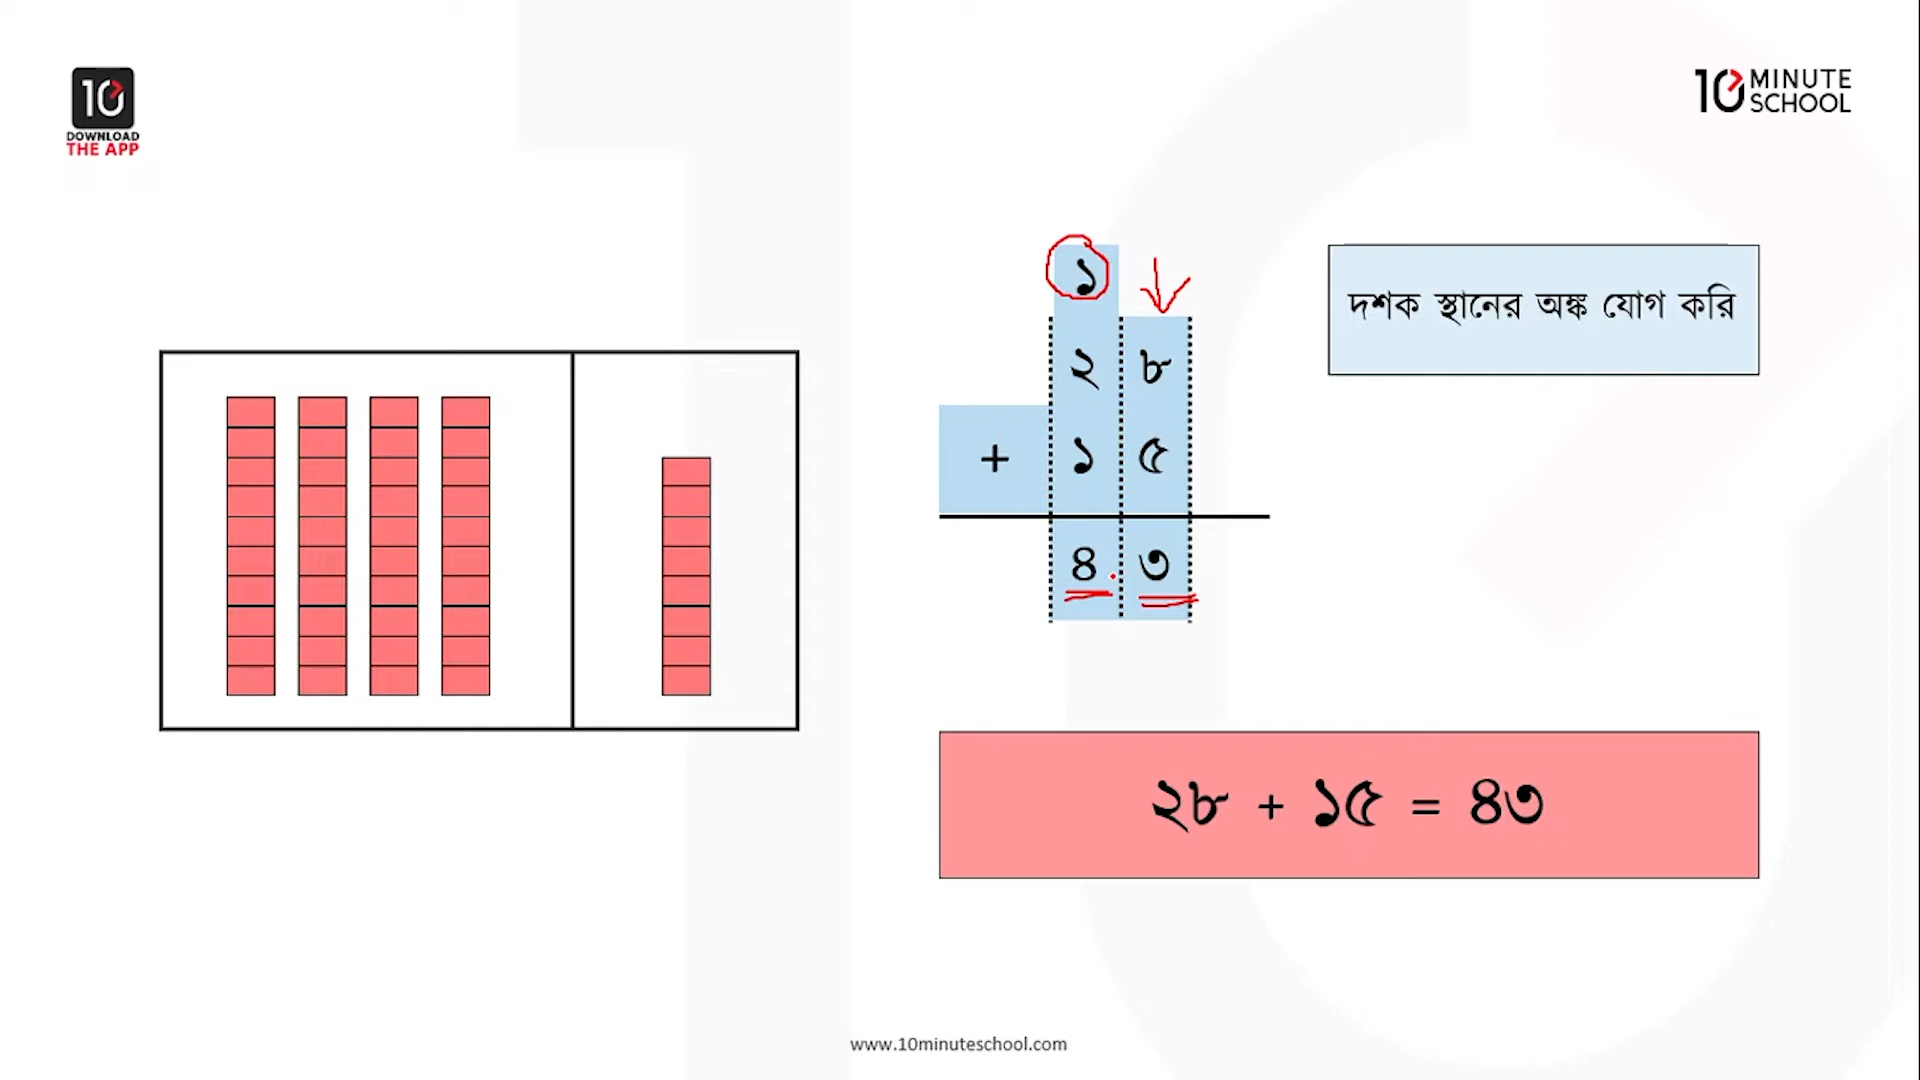 10
DOWNLOAD
THE APP
10 MINUTE
SCHOOL
১
২ ৮
+ ১ ৫
৪ ৩
দশক স্থানের অঙ্ক যোগ করি
২৮ + ১৫ = ৪৩
www.10minuteschool.com